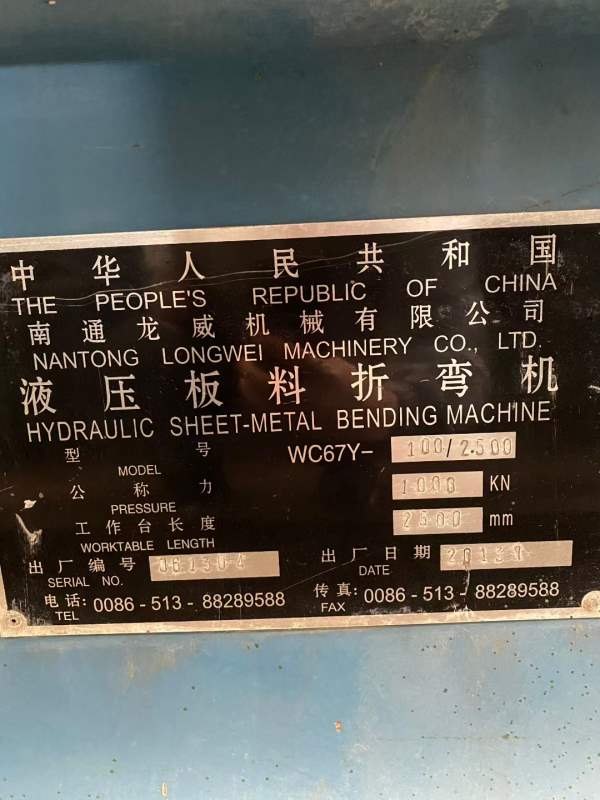 中华人民共和国
THE PEOPLE'S REPUBLIC OF CHINA
南通龙威机械有限公司
NANTONG LONGWEI MACHINERY CO., LTD.
液压板料折弯机
HYDRAULIC SHEET-METAL BENDING MACHINE
型号 WC67Y- 100/2500
MODEL
公称力 1000 KN
PRESSURE
工作台长度 2500 mm
WORKTABLE LENGTH
出厂编号 出厂日期
SERIAL NO. DATE
电话: 0086-513-88289588 传真: 0086-513-88289588
TEL FAX